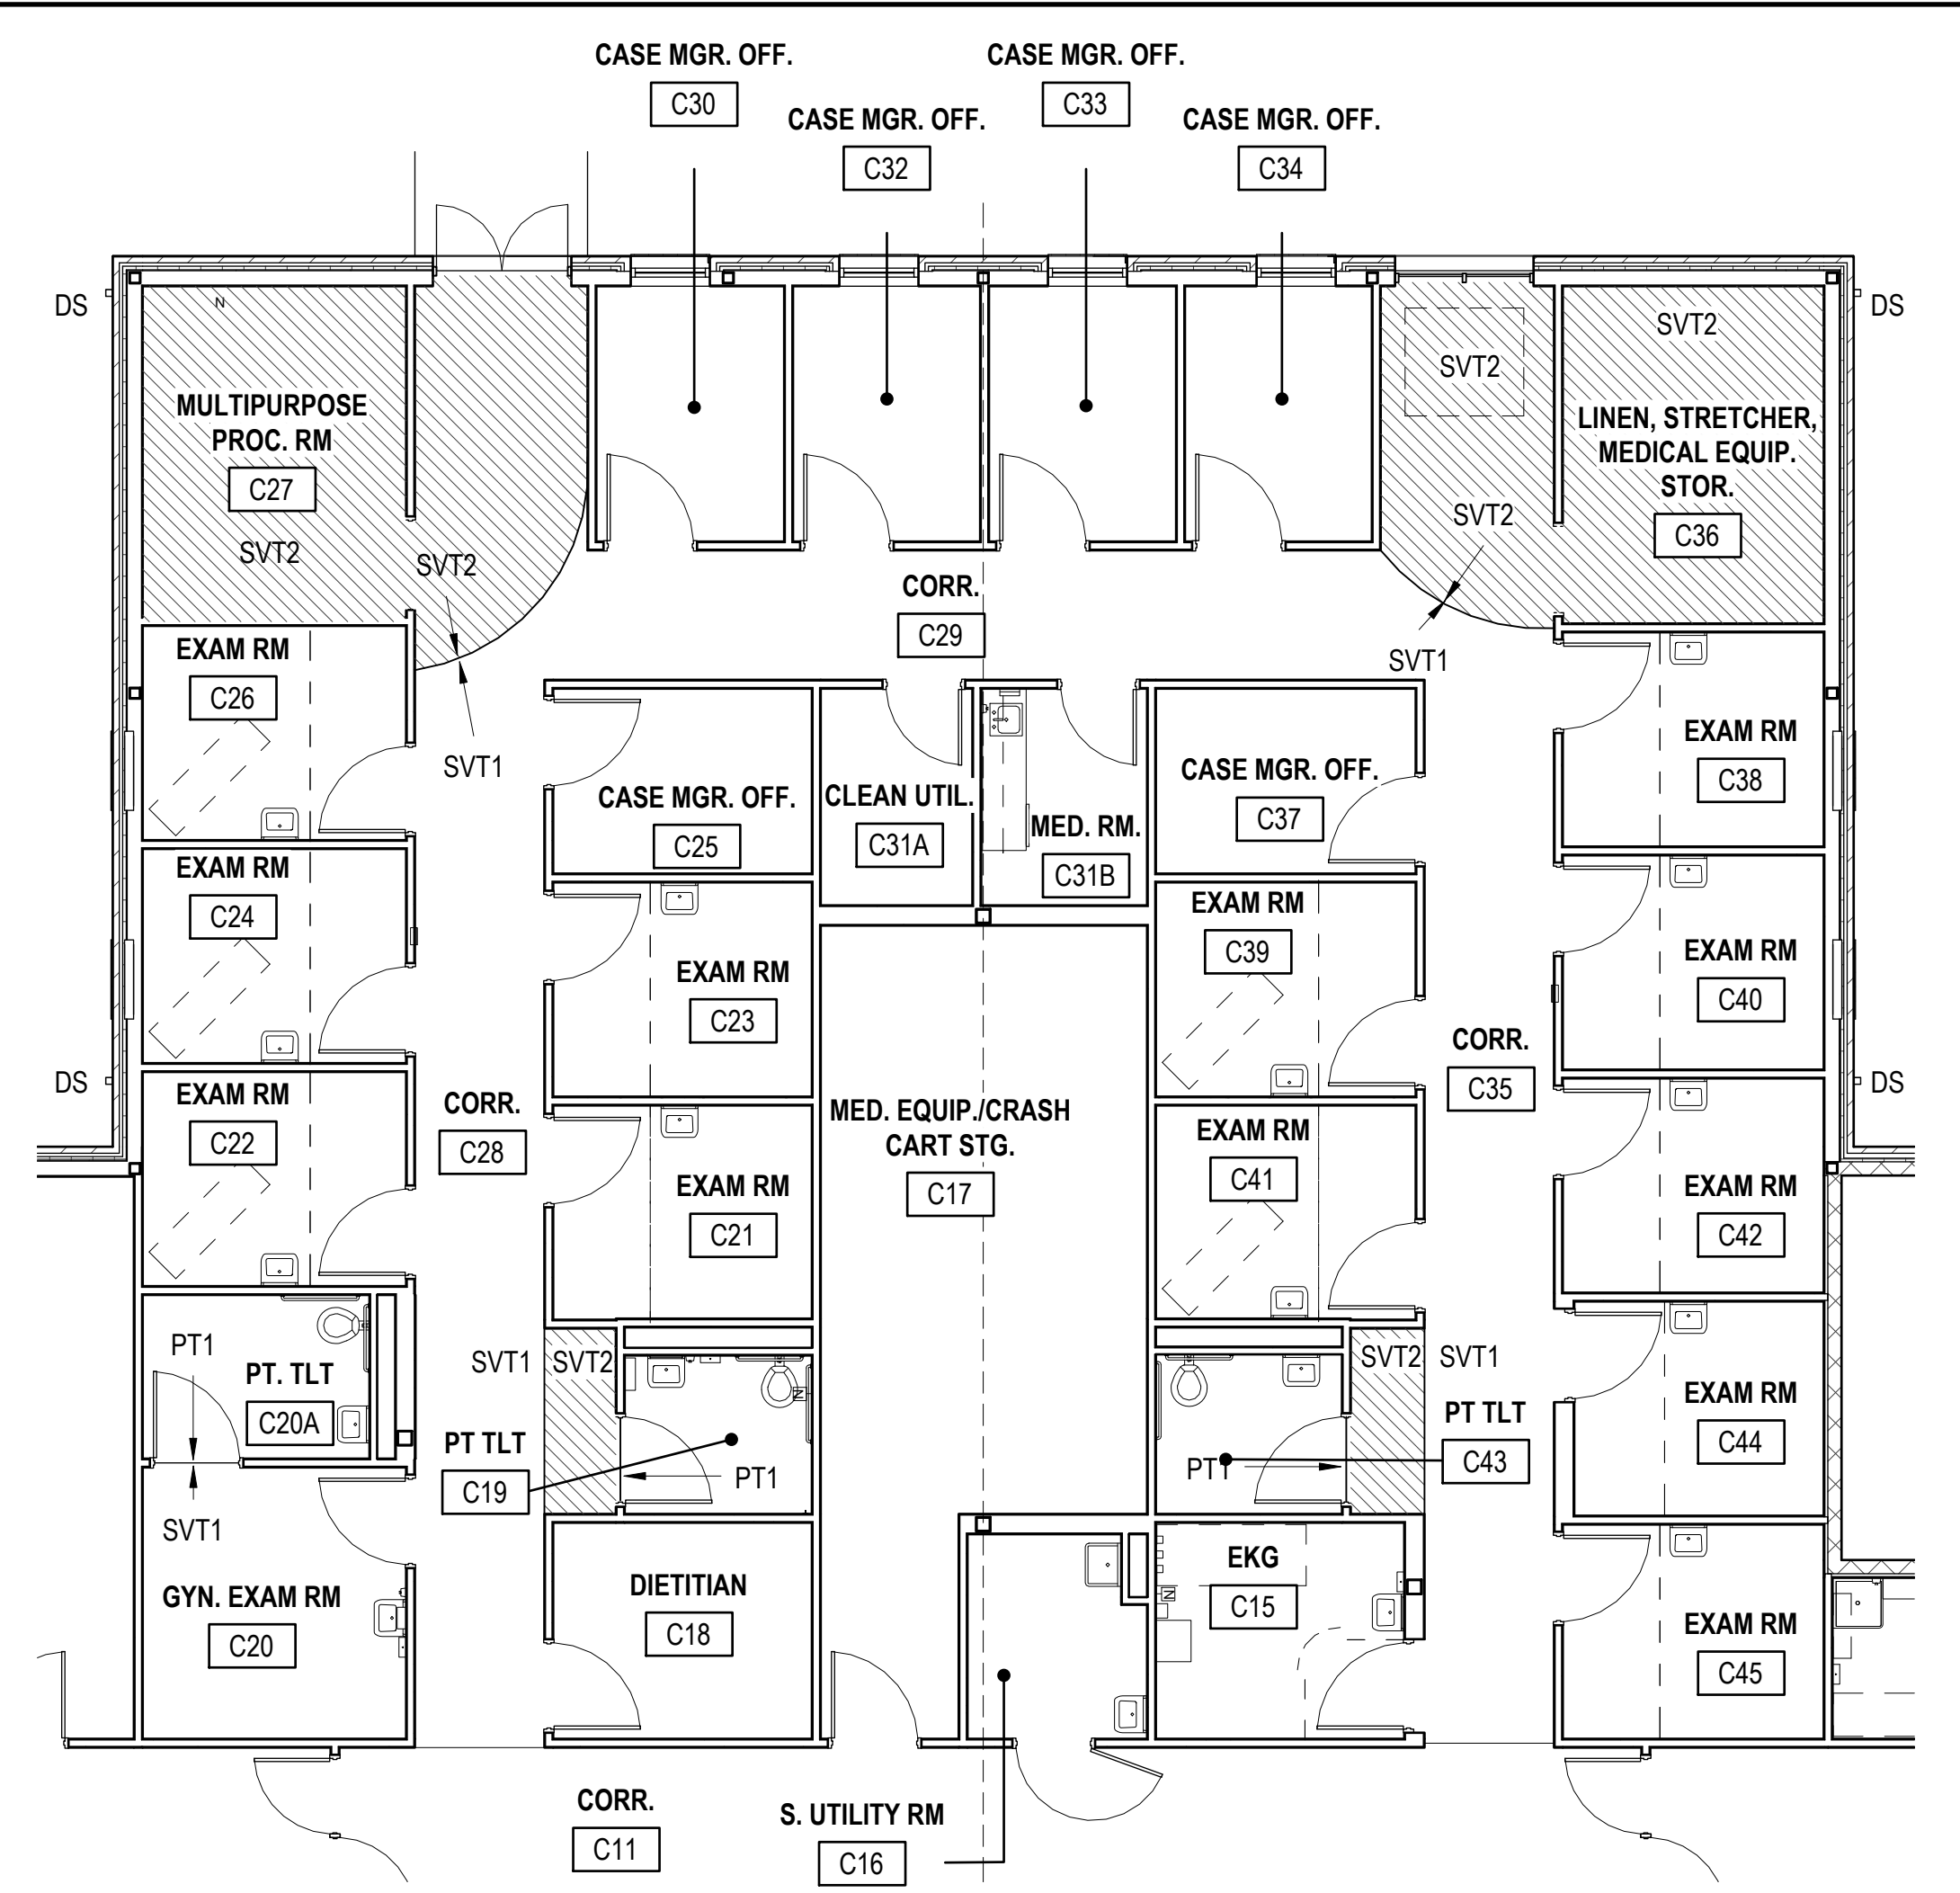 CASE MGR. OFF.
C30
CASE MGR. OFF.
C33
CASE MGR. OFF.
C32
CASE MGR. OFF.
C34
DS
N
MULTIPURPOSE
PROC. RM
C27
SVT2
SVT2
SVT1
SVT2
SVT2
LINEN, STRETCHER,
MEDICAL EQUIP.
STOR.
C36
SVT2
SVT1
DS
CORR.
C29
EXAM RM
C26
CASE MGR. OFF.
C25
CLEAN UTIL.
C31A
MED. RM.
C31B
CASE MGR. OFF.
C37
EXAM RM
C38
EXAM RM
C24
EXAM RM
C23
EXAM RM
C39
EXAM RM
C40
DS
EXAM RM
C22
CORR.
C28
EXAM RM
C21
MED. EQUIP./CRASH
CART STG.
C17
EXAM RM
C41
CORR.
C35
EXAM RM
C42
DS
PT1
PT. TLT
C20A
SVT1
SVT1
SVT2
PT TLT
C19
N
PT1
PT1
SVT2
SVT1
PT TLT
C43
EXAM RM
C44
GYN. EXAM RM
C20
DIETITIAN
C18
EKG
C15
N
EXAM RM
C45
CORR.
C11
S. UTILITY RM
C16